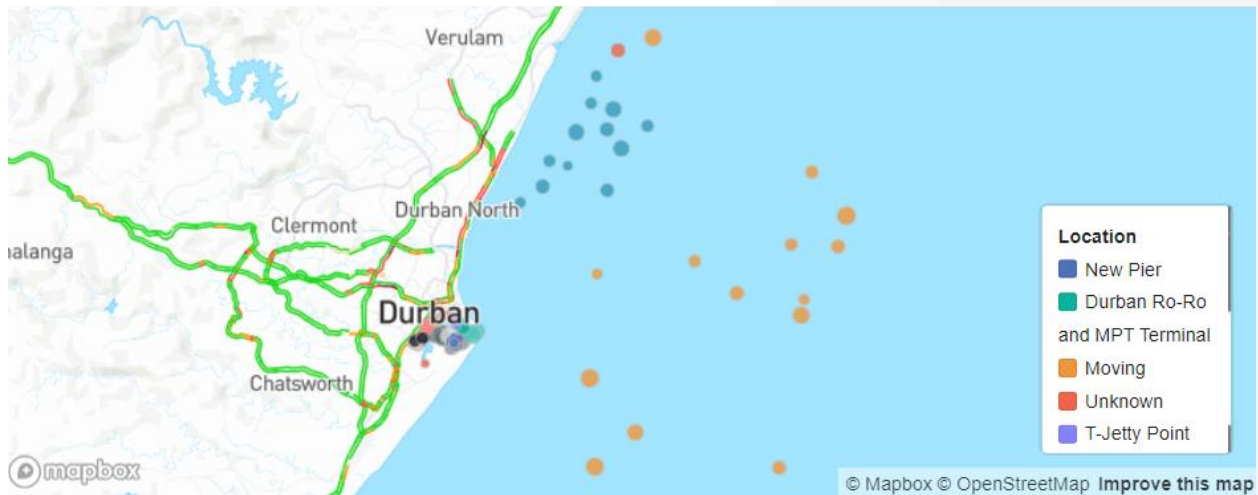 Verulam
Durban North
Clermont
nalanga
Durban
Chatsworth
Location
New Pier
Durban Ro-Ro
and MPT Terminal
Moving
Unknown
T-Jetty Point
mapbox
© Mapbox © OpenStreetMap Improve this map